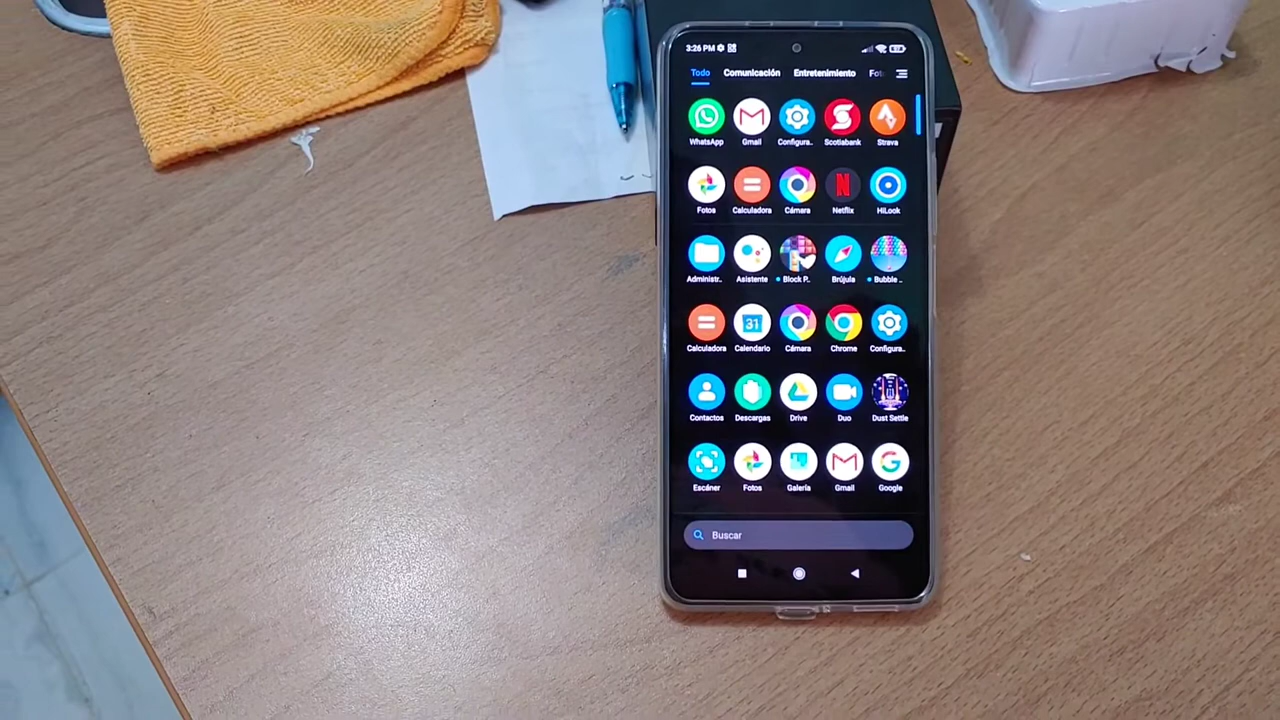 3:26 PM
Todo Comunicación Entretenimiento Fot
WhatsApp Gmail Configura.. Scotiabank Strava
Fotos Calculadora Cámara Netflix HiLook
Administr.. Asistente Block P.. Brújula Bubble ..
31
Calculadora Calendario Cámara Chrome Configura..
Contactos Descargas Drive Duo Dust Settle
Escáner Fotos Galería Gmail Google
Buscar